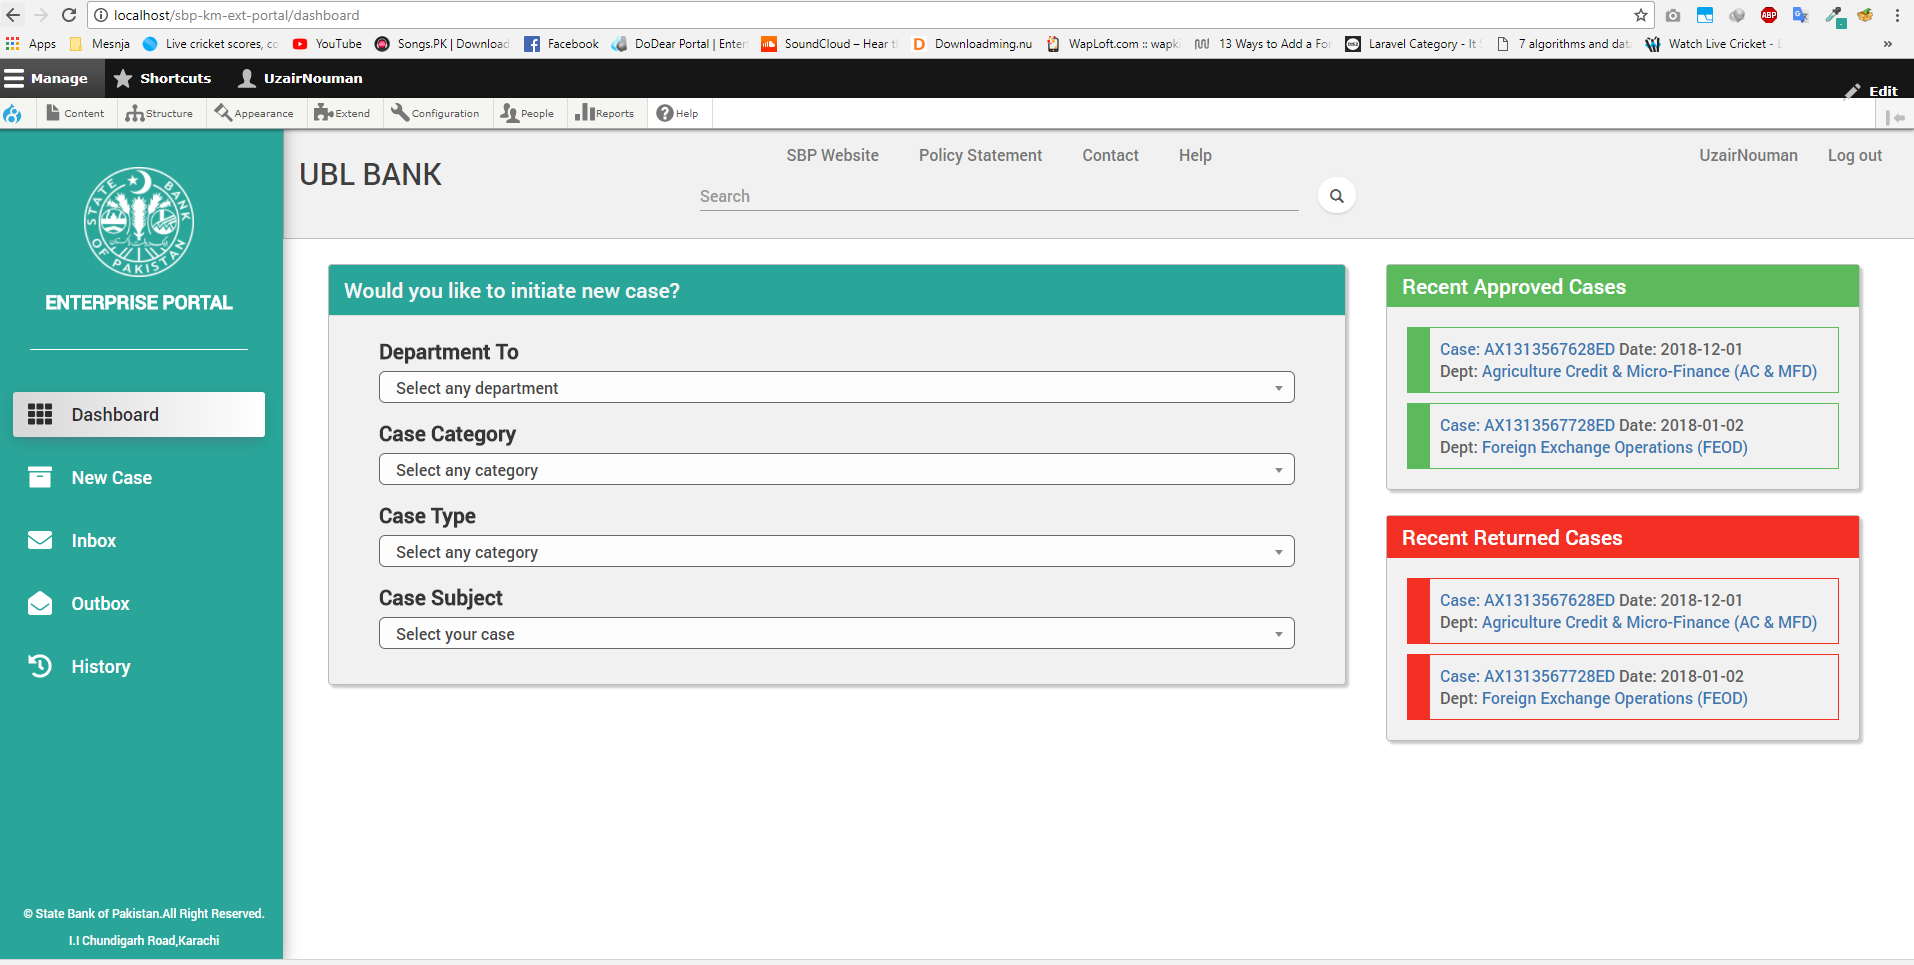 localhost/sbp-km-ext-portal/dashboard
Apps Mesnja Live cricket scores, co YouTube Songs.PK | Download Facebook DoDear Portal | Enter SoundCloud – Hear t Downloadming.nu WapLoft.com :: wapki 13 Ways to Add a For Laravel Category - It 7 algorithms and dat Watch Live Cricket - L »
Manage Shortcuts UzairNouman Edit
Content Structure Appearance Extend Configuration People Reports Help
STATE BANK OF PAKISTAN
ENTERPRISE PORTAL
Dashboard
New Case
Inbox
Outbox
History
© State Bank of Pakistan.All Right Reserved.
I.I Chundigarh Road,Karachi
UBL BANK
SBP Website Policy Statement Contact Help
Search
UzairNouman Log out
Would you like to initiate new case?
Department To
Select any department
Case Category
Select any category
Case Type
Select any category
Case Subject
Select your case
Recent Approved Cases
Case: AX1313567628ED Date: 2018-12-01
Dept: Agriculture Credit & Micro-Finance (AC & MFD)
Case: AX1313567728ED Date: 2018-01-02
Dept: Foreign Exchange Operations (FEOD)
Recent Returned Cases
Case: AX1313567628ED Date: 2018-12-01
Dept: Agriculture Credit & Micro-Finance (AC & MFD)
Case: AX1313567728ED Date: 2018-01-02
Dept: Foreign Exchange Operations (FEOD)